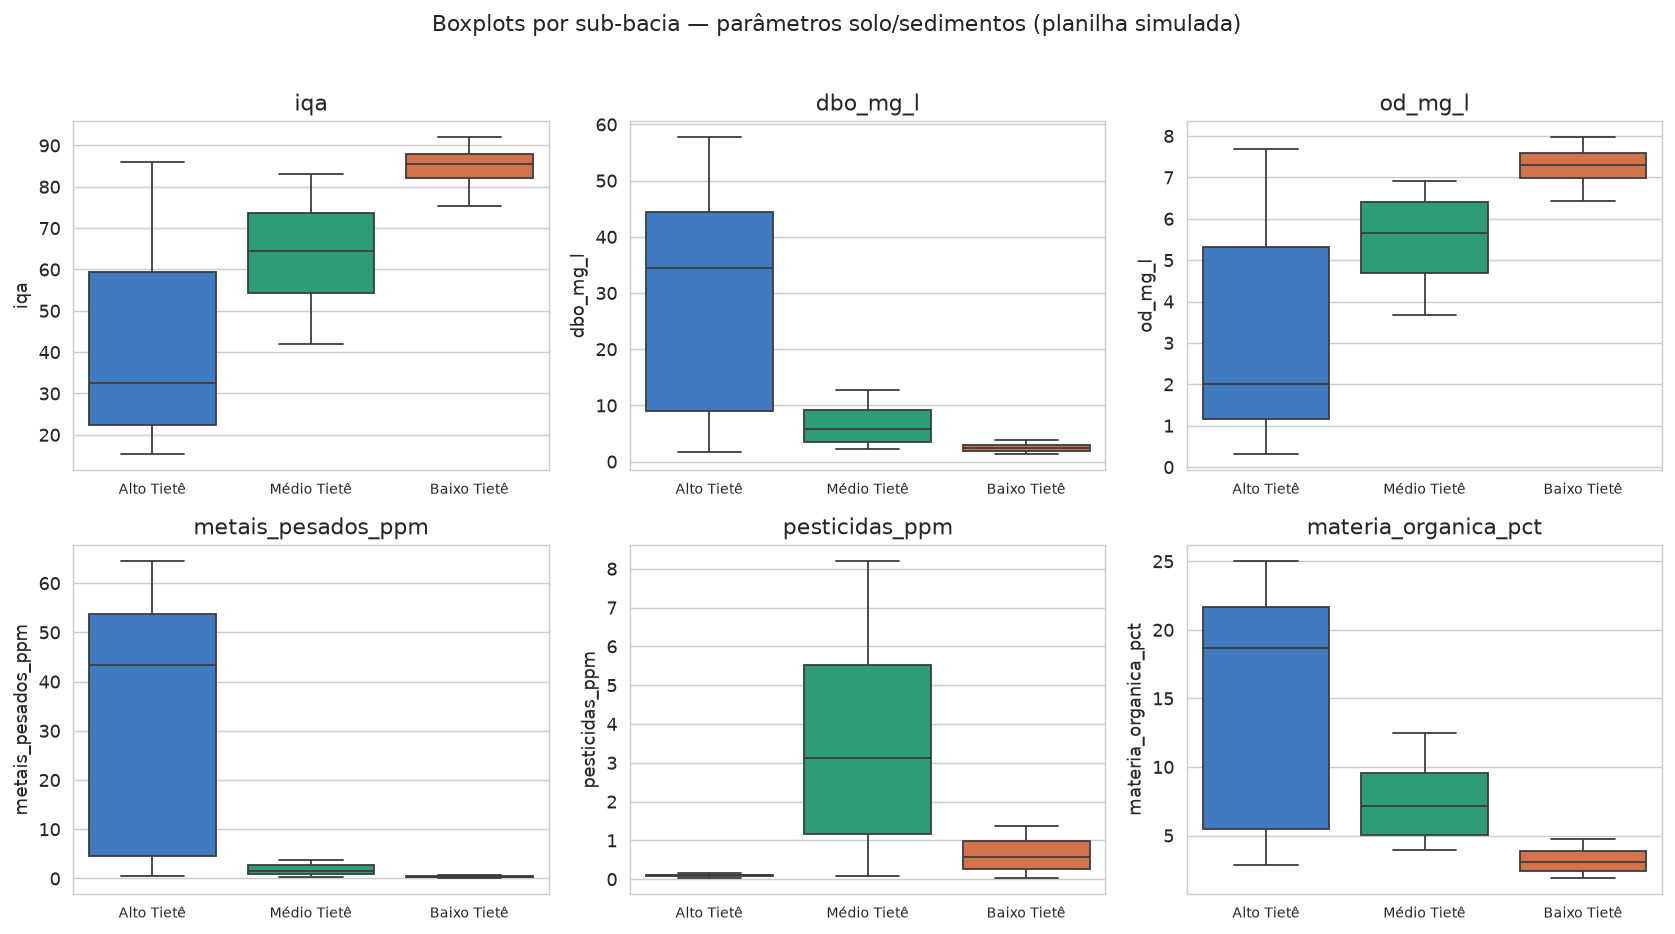 Boxplots por sub-bacia — parâmetros solo/sedimentos (planilha simulada)
iqa
dbo_mg_l
od_mg_l
90
80
70
60
50
40
30
20
iqa
Alto Tietê
Médio Tietê
Baixo Tietê
60
50
40
30
20
10
0
dbo_mg_l
Alto Tietê
Médio Tietê
Baixo Tietê
8
7
6
5
4
3
2
1
0
od_mg_l
Alto Tietê
Médio Tietê
Baixo Tietê
metais_pesados_ppm
pesticidas_ppm
materia_organica_pct
60
50
40
30
20
10
0
metais_pesados_ppm
Alto Tietê
Médio Tietê
Baixo Tietê
8
7
6
5
4
3
2
1
0
pesticidas_ppm
Alto Tietê
Médio Tietê
Baixo Tietê
25
20
15
10
5
materia_organica_pct
Alto Tietê
Médio Tietê
Baixo Tietê